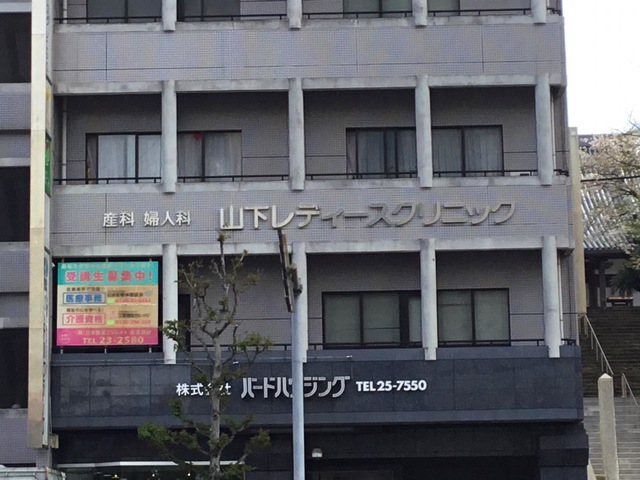 産科 婦人科 山下レディースクリニック
受講生募集中!
医療事務
介護資格
TEL 23-2580
株式会社 バードハウジング TEL25-7550